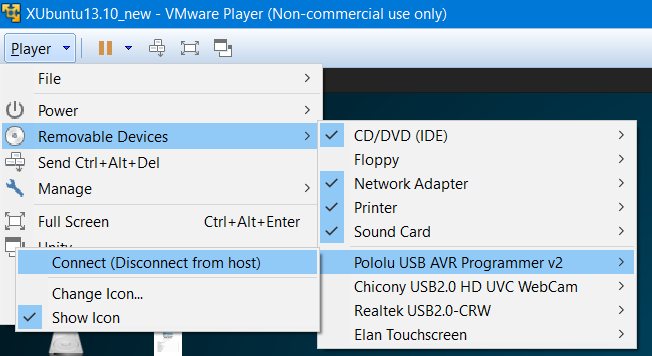 XUbuntu13.10_new - VMware Player (Non-commercial use only)
Player
File
Power
Removable Devices
Send Ctrl+Alt+Del
Manage
Full Screen Ctrl+Alt+Enter
Unity
CD/DVD (IDE)
Floppy
Network Adapter
Printer
Sound Card
Pololu USB AVR Programmer v2
Chicony USB2.0 HD UVC WebCam
Realtek USB2.0-CRW
Elan Touchscreen
Connect (Disconnect from host)
Change Icon...
Show Icon